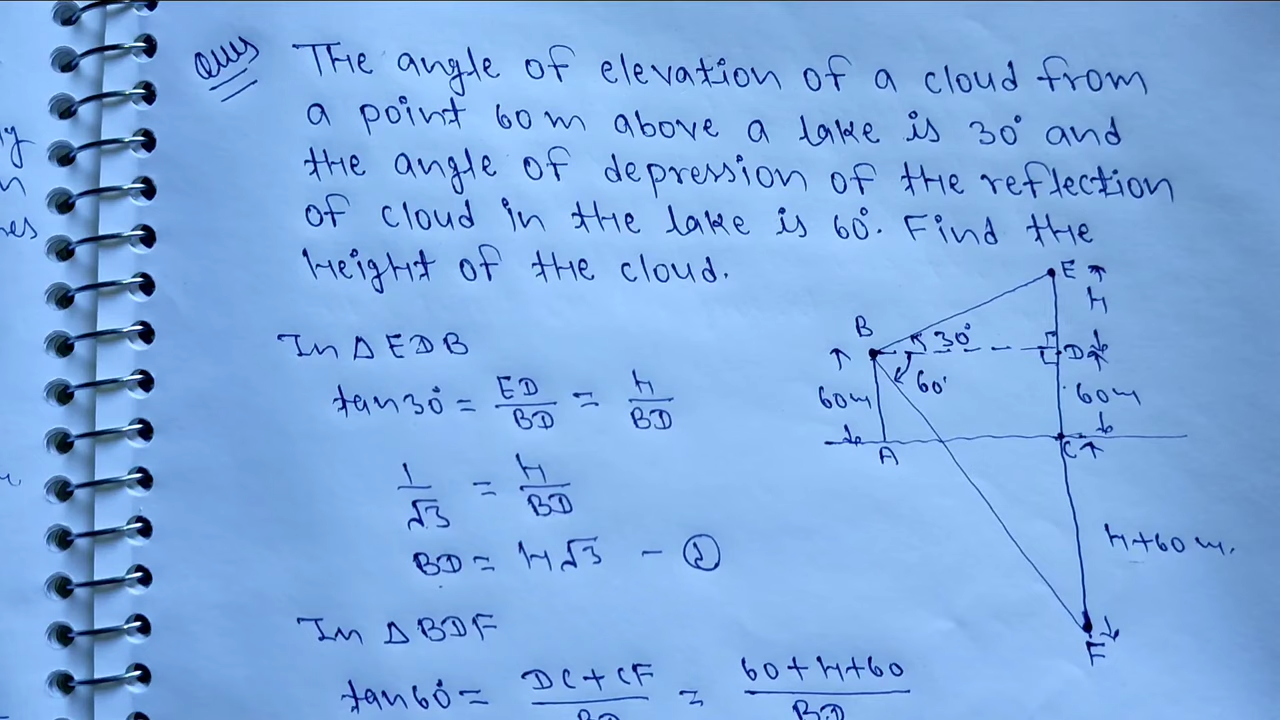 Ques The angle of elevation of a cloud from
a point 60m above a lake is 30° and
the angle of depression of the reflection
of cloud in the lake is 60°. Find the
height of the cloud.
In Δ EDB
tan30° = ED/BD = h/BD
1/√3 = h/BD
BD = h√3 - ①
In Δ BDF
tan60° = DC+CF/BD = 60+h+60/BD
E
h
B
30°
D
60°
60m
60m
A
C
h+60m.
F